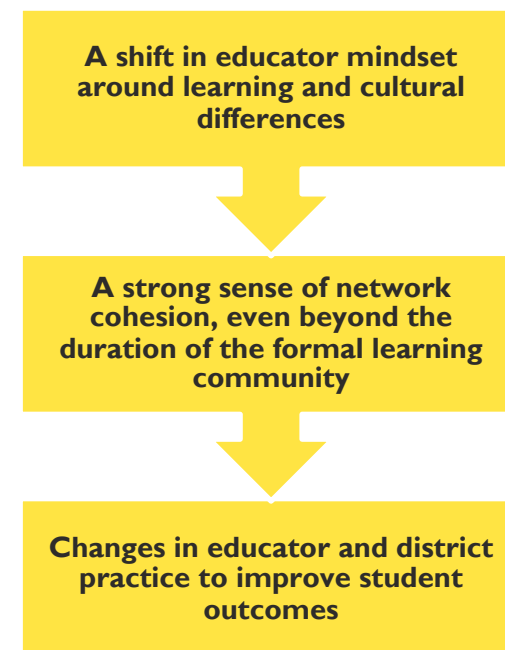 A shift in educator mindset
around learning and cultural
differences
A strong sense of network
cohesion, even beyond the
duration of the formal learning
community
Changes in educator and district
practice to improve student
outcomes